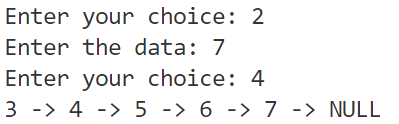 Enter your choice: 2
Enter the data: 7
Enter your choice: 4
3 -> 4 -> 5 -> 6 -> 7 -> NULL